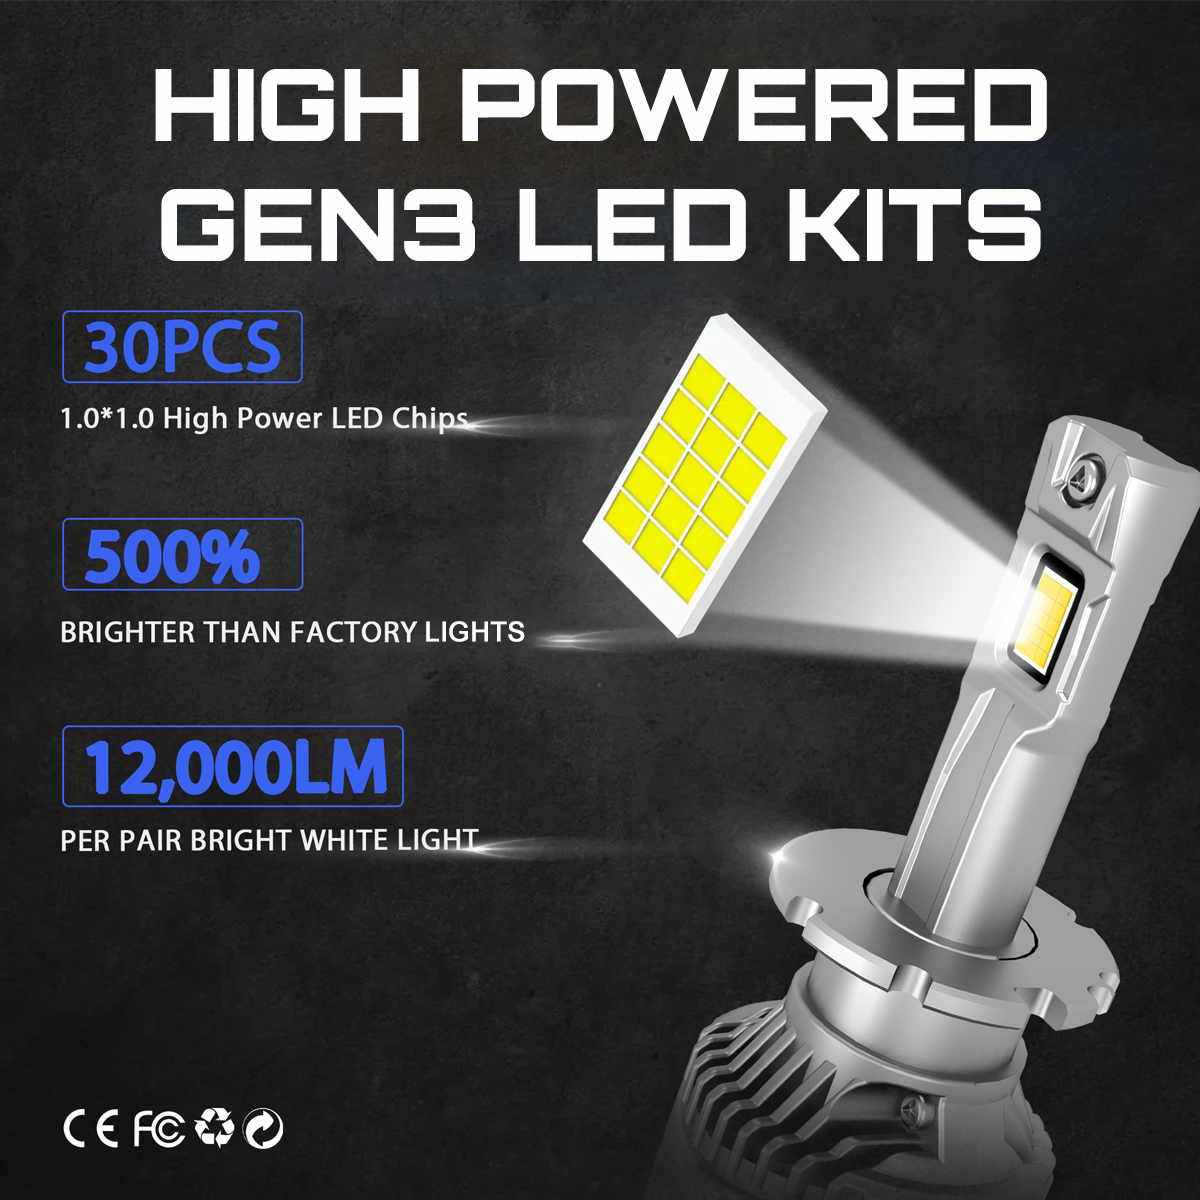 HIGH POWERED
GEN3 LED KITS
30PCS
1.0*1.0 High Power LED Chips
500%
BRIGHTER THAN FACTORY LIGHTS
12,000LM
PER PAIR BRIGHT WHITE LIGHT
CE FC